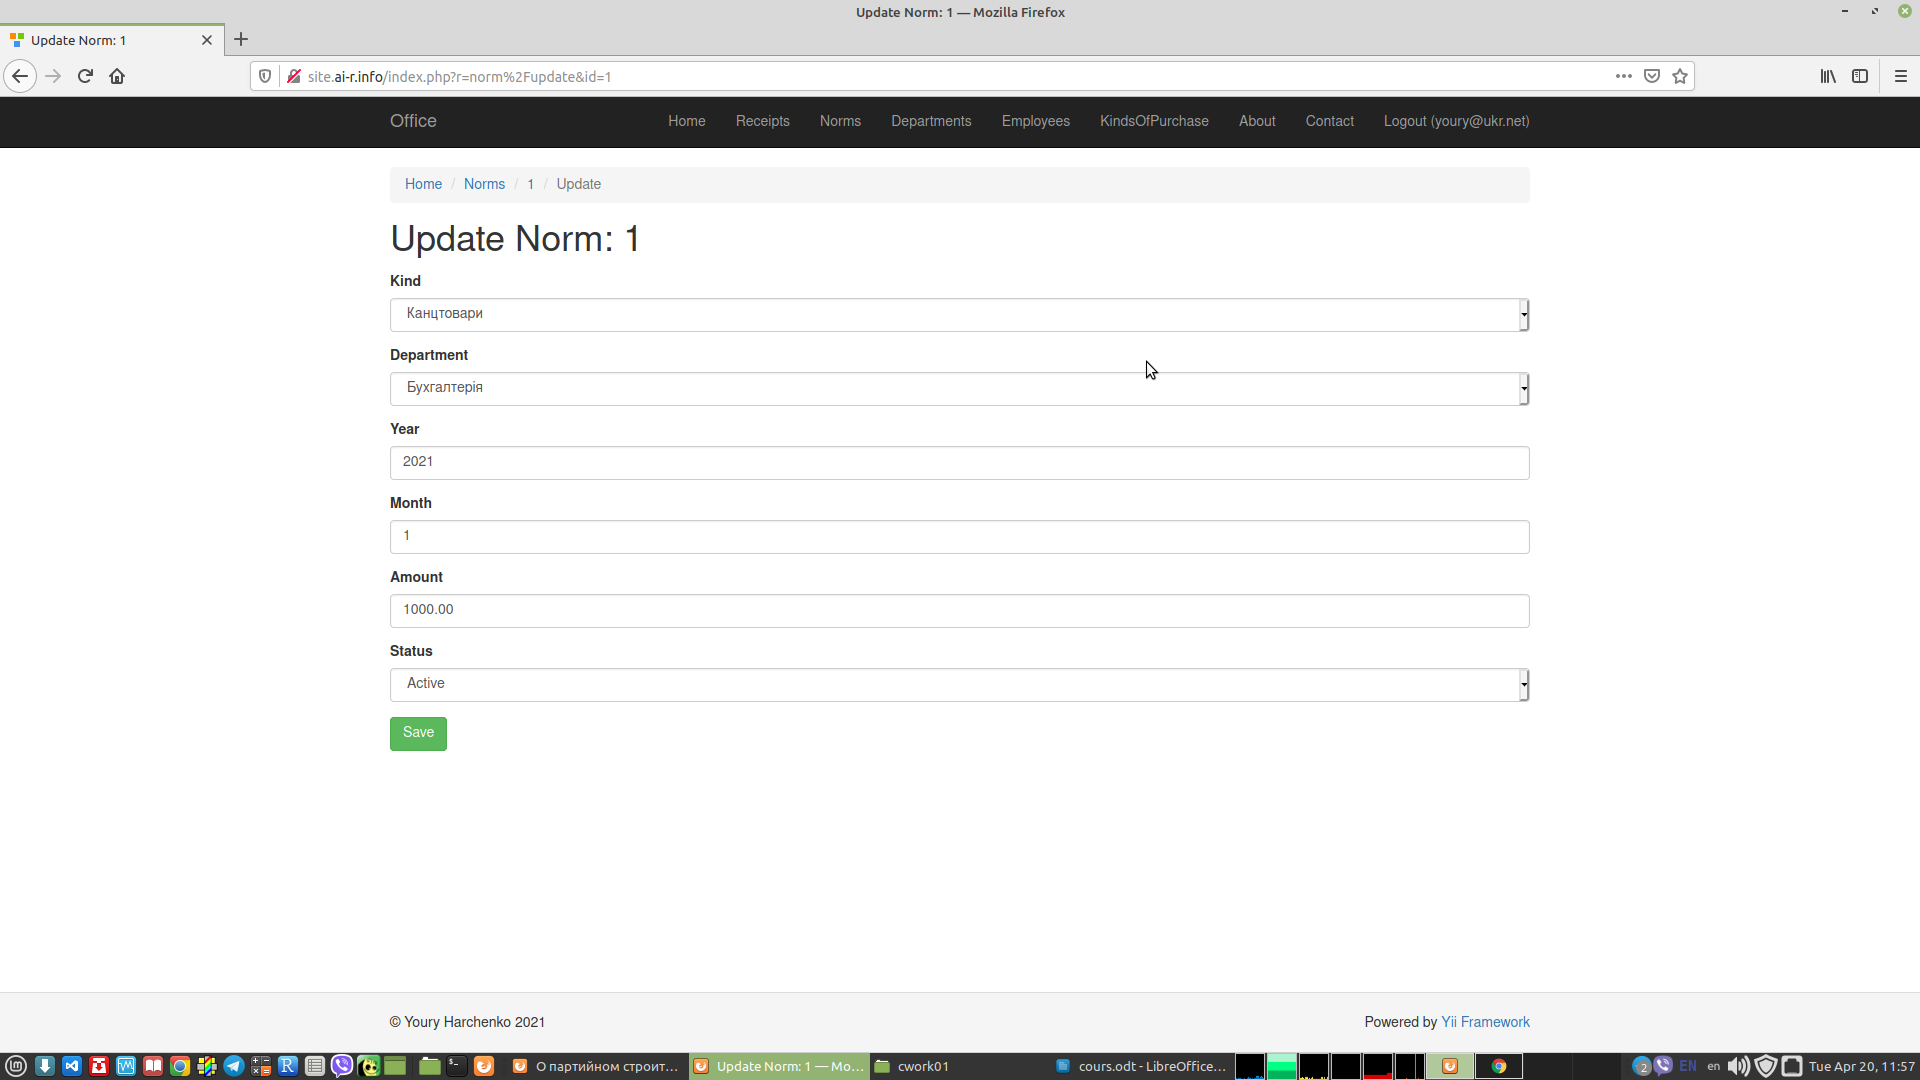 Update Norm: 1 — Mozilla Firefox
Update Norm: 1
site.ai-r.info/index.php?r=norm%2Fupdate&id=1
Office Home Receipts Norms Departments Employees KindsOfPurchase About Contact Logout (youry@ukr.net)
Home / Norms / 1 / Update
Update Norm: 1
Kind
Канцтовари
Department
Бухгалтерія
Year
2021
Month
1
Amount
1000.00
Status
Active
Save
© Youry Harchenko 2021 Powered by Yii Framework
О партийном строит... Update Norm: 1 — Mo... cwork01 cours.odt - LibreOffice... 2 EN en Tue Apr 20, 11:57